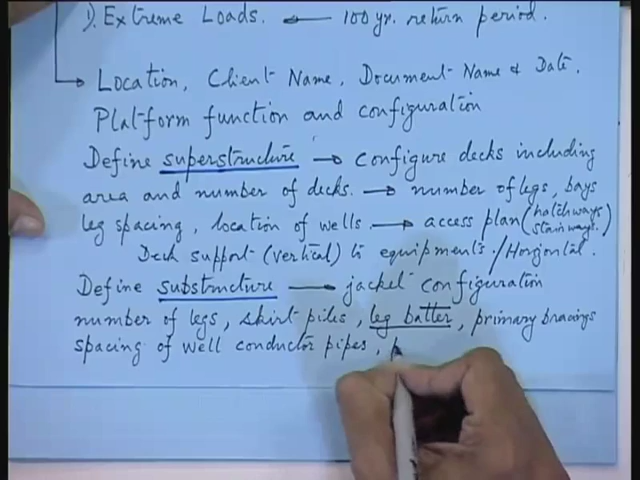 1). Extreme Loads. ← 100 yr. return period.
→ Location, Client Name, Document Name & Date.
Platform function and configuration
Define superstructure → configure decks including
area and number of decks. → number of legs, bays
leg spacing, location of wells → access plan (hatchways
stairways.)
Deck support (vertical) to equipments / Horizontal.
Define substructure → jacket configuration
number of legs, skirt piles, leg batter, primary bracings
spacing of well conductor pipes,